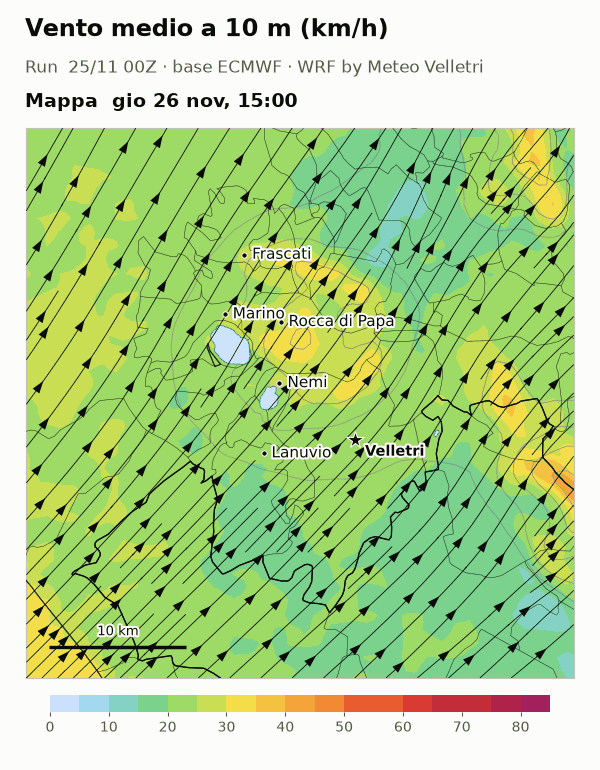 Vento medio a 10 m (km/h)
Run  25/11 00Z · base ECMWF · WRF by Meteo Velletri
Mappa  gio 26 nov, 15:00
Frascati
Marino
Rocca di Papa
Nemi
Velletri
Lanuvio
10 km
0 10 20 30 40 50 60 70 80